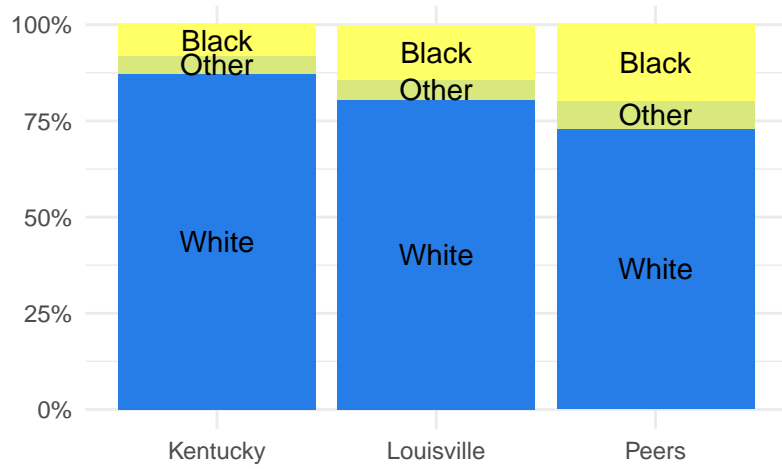 100%
75%
50%
25%
0%
Black
Other
White
Black
Other
White
Black
Other
White
Kentucky
Louisville
Peers